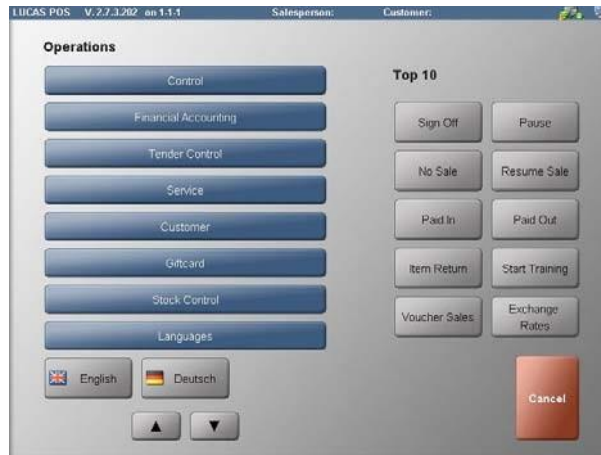 LUCAS POS V.2.7.3.202 on 1-1-1 Salesperson: Customer:
Operations
Control
Financial Accounting
Tender Control
Service
Customer
Giftcard
Stock Control
Languages
English Deutsch
Top 10
Sign Off Pause
No Sale Resume Sale
Paid In Paid Out
Item Return Start Training
Voucher Sales Exchange
Rates
Cancel